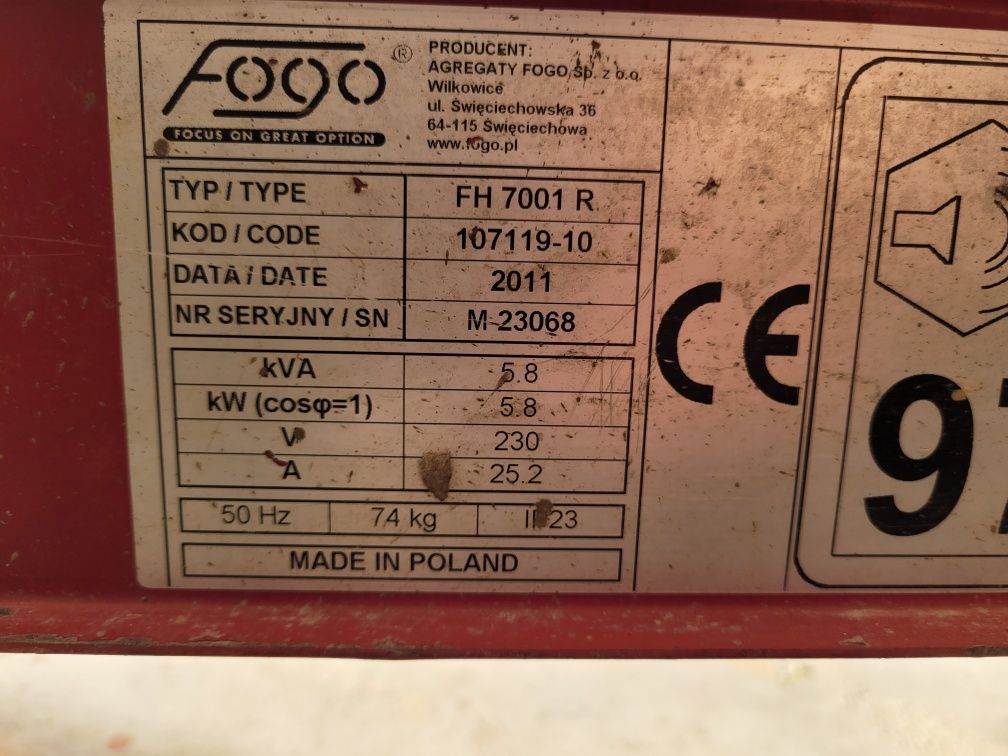 FOGO ®
FOCUS ON GREAT OPTION
PRODUCENT:
AGREGATY FOGO Sp. z o.o.
Wilkowice
ul. Święciechowska 36
64-115 Święciechowa
www.fogo.pl
TYP / TYPE FH 7001 R
KOD / CODE 107119-10
DATA / DATE 2011
NR SERYJNY / SN M 23068
kVA 5.8
kW (cosφ=1) 5.8
V 230
A 25.2
50 Hz 74 kg IP23
MADE IN POLAND
CE
9